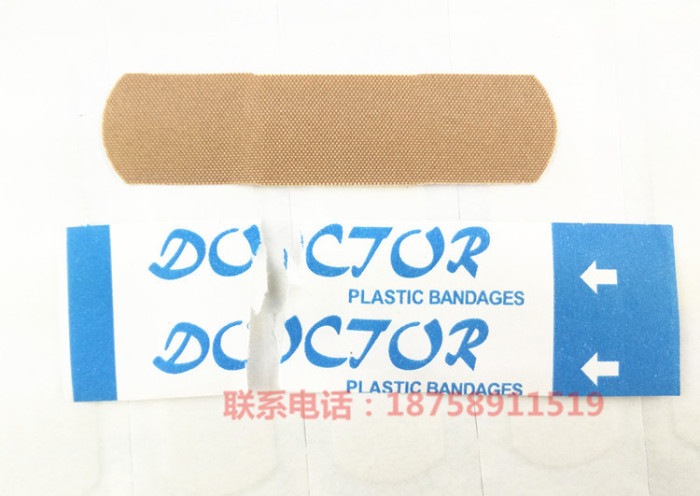 DOCTOR
PLASTIC BANDAGES
DOCTOR
PLASTIC BANDAGES
联系电话：18758911519